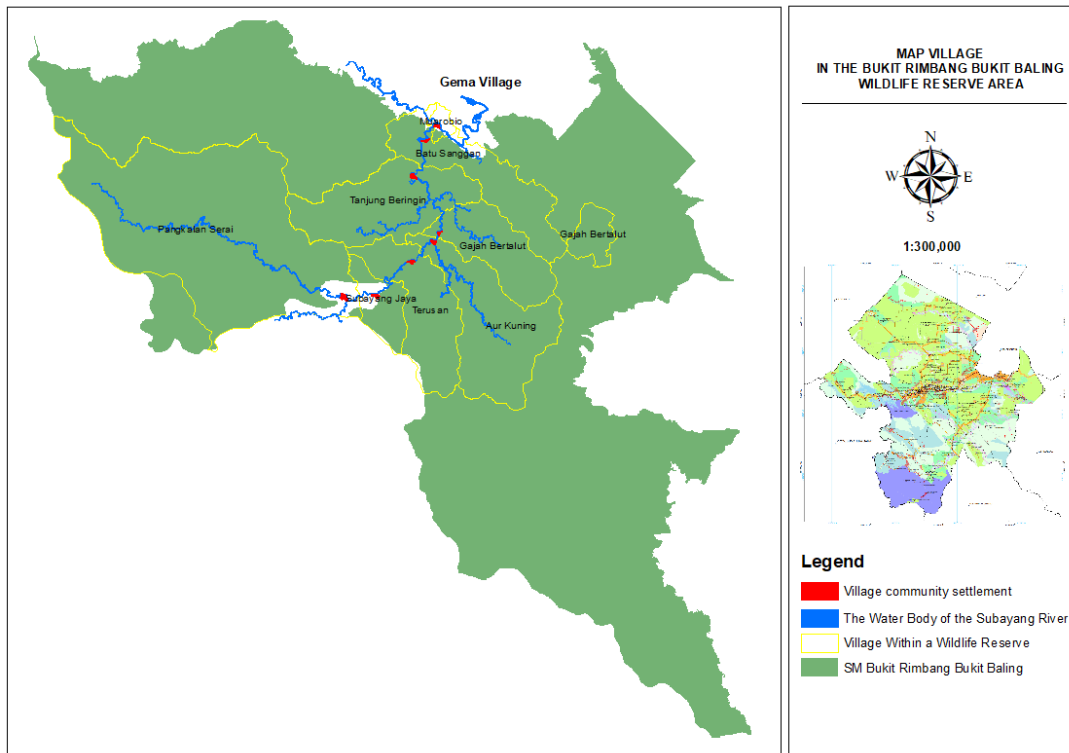 Gema Village
Muarobio
Batu Sanggan
Tanjung Beringin
Pangkalan Serai
Gajah Bertalut
Gajah Bertalut
Subayang Jaya
Terusan
Aur Kuning
MAP VILLAGE
IN THE BUKIT RIMBANG BUKIT BALING
WILDLIFE RESERVE AREA
N
W E
S
1:300,000
Legend
Village community settlement
The Water Body of the Subayang River
Village Within a Wildlife Reserve
SM Bukit Rimbang Bukit Baling